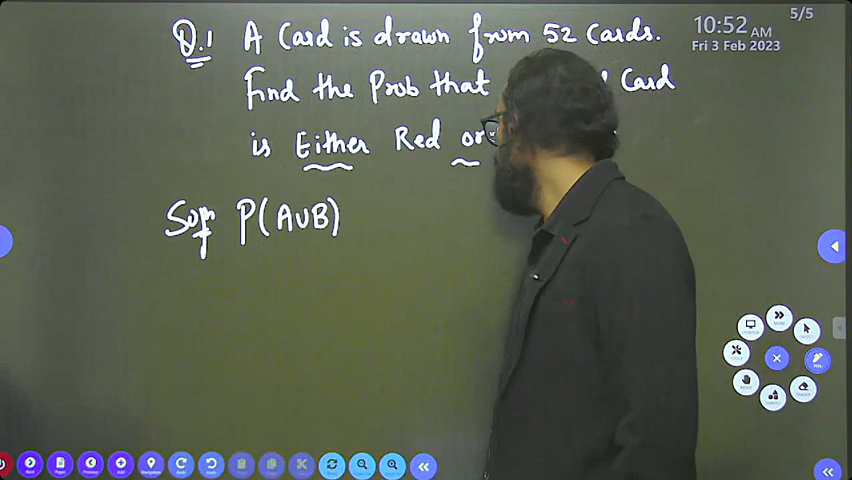 5/5
10:52 AM
Fri 3 Feb 2023
Q.1 A Card is drawn from 52 Cards.
Find the Prob that Card
is Either Red or
Soln P(AUB)